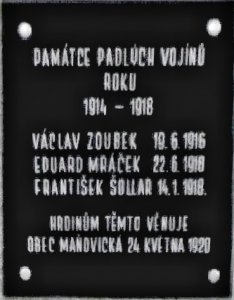 PAMÁTCE PADLÝCH VOJÍNŮ
ROKU
1914 - 1918
VÁCLAV ZOUBEK 19.6.1916
EDUARD MRÁČEK 22.6.1918
FRANTIŠEK ŠOLLAR 14.1.1918.
HRDINŮM TĚMTO VĚNUJE
OBEC MAŇOVICKÁ 24 KVĚTNA 1920